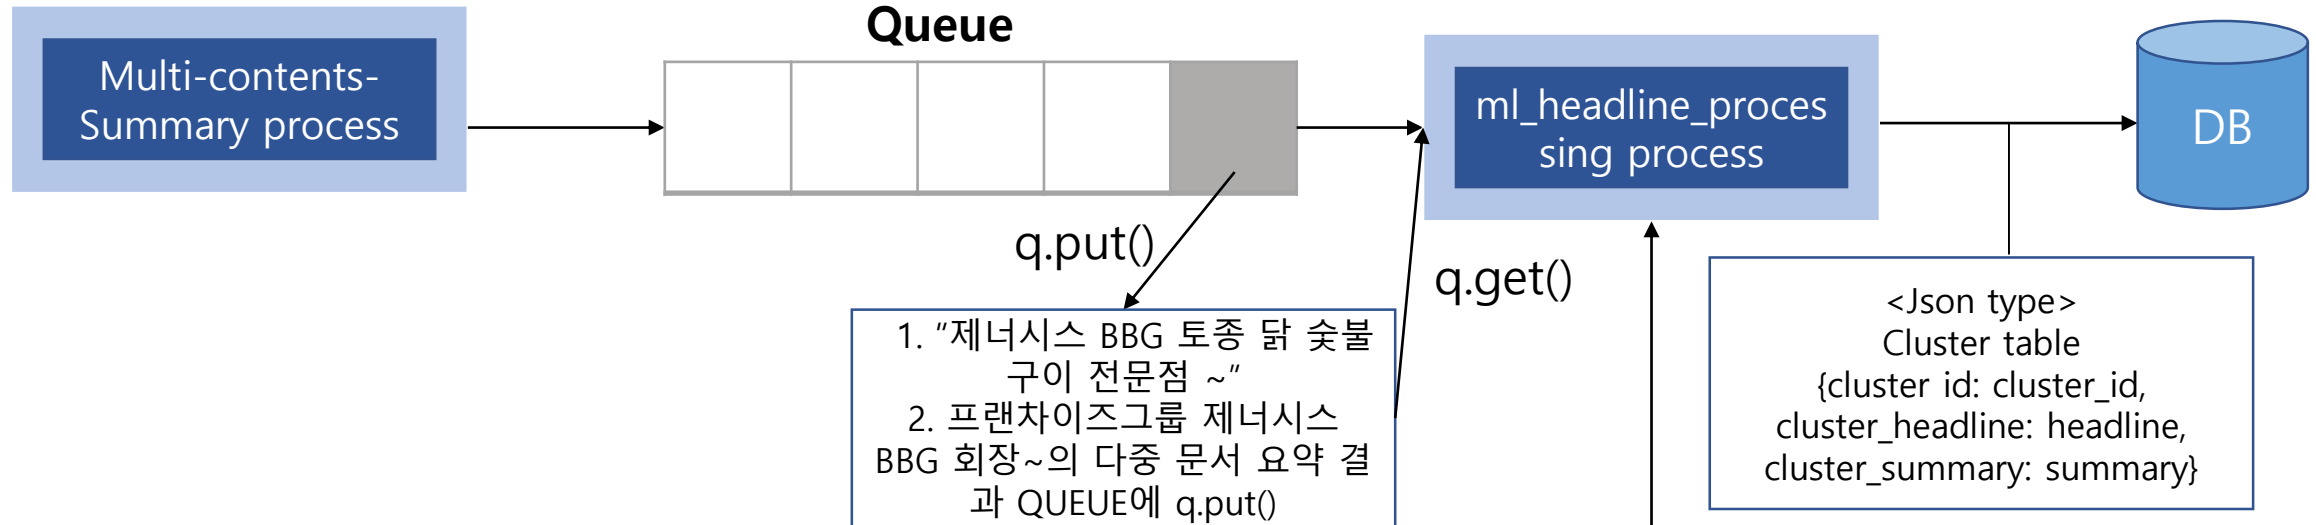 Queue
Multi-contents-
Summary process
ml_headline_proces
sing process
DB
q.put()
q.get()
1. “제너시스 BBG 토종 닭 숯불
구이 전문점 ~”
2. 프랜차이즈그룹 제너시스
BBG 회장~의 다중 문서 요약 결
과 QUEUE에 q.put()
<Json type>
Cluster table
{cluster id: cluster_id,
cluster_headline: headline,
cluster_summary: summary}